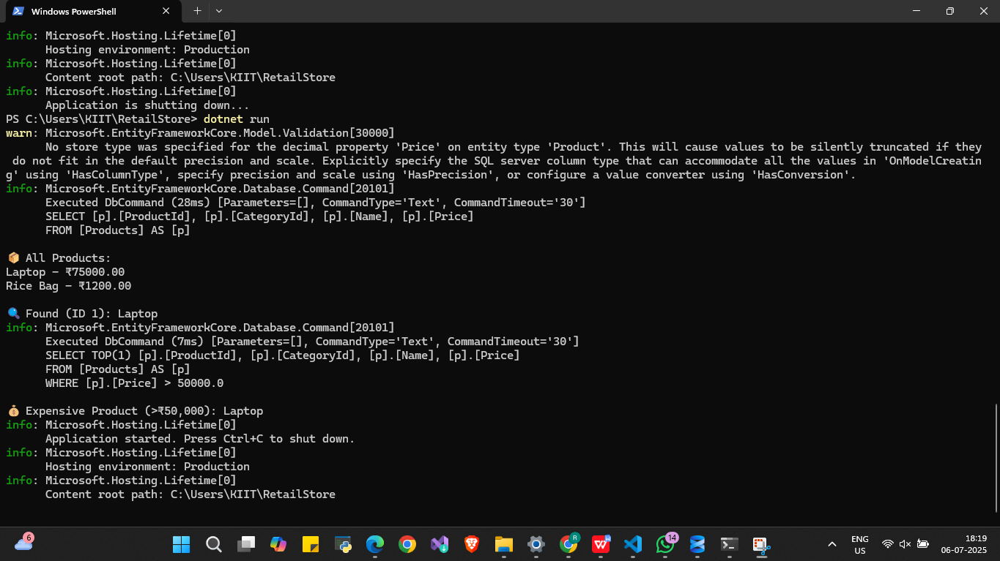 Windows PowerShell
info: Microsoft.Hosting.Lifetime[0]
Hosting environment: Production
info: Microsoft.Hosting.Lifetime[0]
Content root path: C:\Users\KIIT\RetailStore
info: Microsoft.Hosting.Lifetime[0]
Application is shutting down...
PS C:\Users\KIIT\RetailStore> dotnet run
warn: Microsoft.EntityFrameworkCore.Model.Validation[30000]
No store type was specified for the decimal property 'Price' on entity type 'Product'. This will cause values to be silently truncated if they
do not fit in the default precision and scale. Explicitly specify the SQL server column type that can accommodate all the values in 'OnModelCreatin
g' using 'HasColumnType', specify precision and scale using 'HasPrecision', or configure a value converter using 'HasConversion'.
info: Microsoft.EntityFrameworkCore.Database.Command[20101]
Executed DbCommand (28ms) [Parameters=[], CommandType='Text', CommandTimeout='30']
SELECT [p].[ProductId], [p].[CategoryId], [p].[Name], [p].[Price]
FROM [Products] AS [p]
📦 All Products:
Laptop - ₹75000.00
Rice Bag - ₹1200.00
🔍 Found (ID 1): Laptop
info: Microsoft.EntityFrameworkCore.Database.Command[20101]
Executed DbCommand (7ms) [Parameters=[], CommandType='Text', CommandTimeout='30']
SELECT TOP(1) [p].[ProductId], [p].[CategoryId], [p].[Name], [p].[Price]
FROM [Products] AS [p]
WHERE [p].[Price] > 50000.0
💰 Expensive Product (>₹50,000): Laptop
info: Microsoft.Hosting.Lifetime[0]
Application started. Press Ctrl+C to shut down.
info: Microsoft.Hosting.Lifetime[0]
Hosting environment: Production
info: Microsoft.Hosting.Lifetime[0]
Content root path: C:\Users\KIIT\RetailStore
6
R
W
14
ENG
US
18:19
06-07-2025